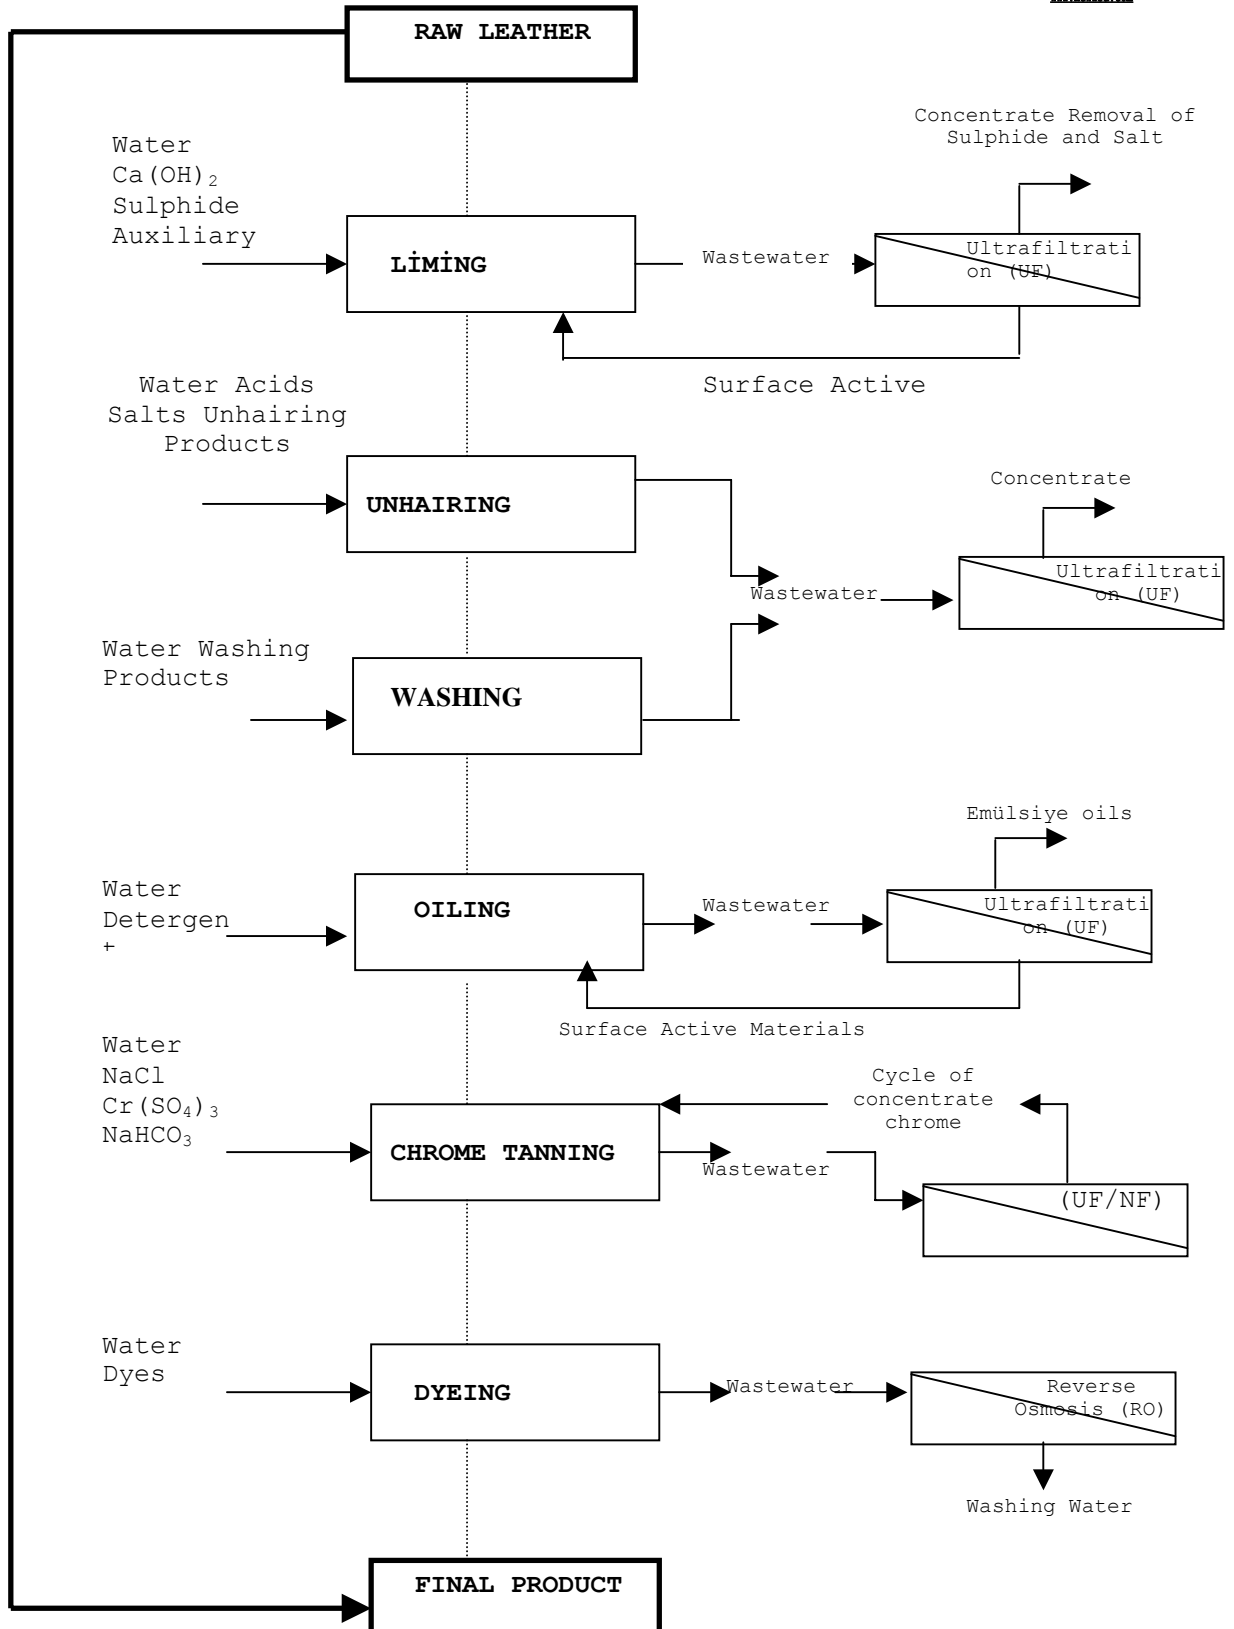 RAW LEATHER
Concentrate Removal of
Sulphide and Salt
Water
Ca(OH)₂
Sulphide
Auxiliary
LİMİNG
Wastewater
Ultrafiltrati
on (UF)
Surface Active
Water Acids
Salts Unhairing
Products
UNHAIRING
Concentrate
Wastewater
Ultrafiltrati
on (UF)
Water Washing
Products
WASHING
Emülsiye oils
Water
Detergen
OILING
Wastewater
Ultrafiltrati
on (UF)
Surface Active Materials
Water
NaCl
Cr(SO₄)₃
NaHCO₃
Cycle of
concentrate
chrome
CHROME TANNING
Wastewater
(UF/NF)
Water
Dyes
DYEING
Wastewater
Reverse
Osmosis (RO)
Washing Water
FINAL PRODUCT